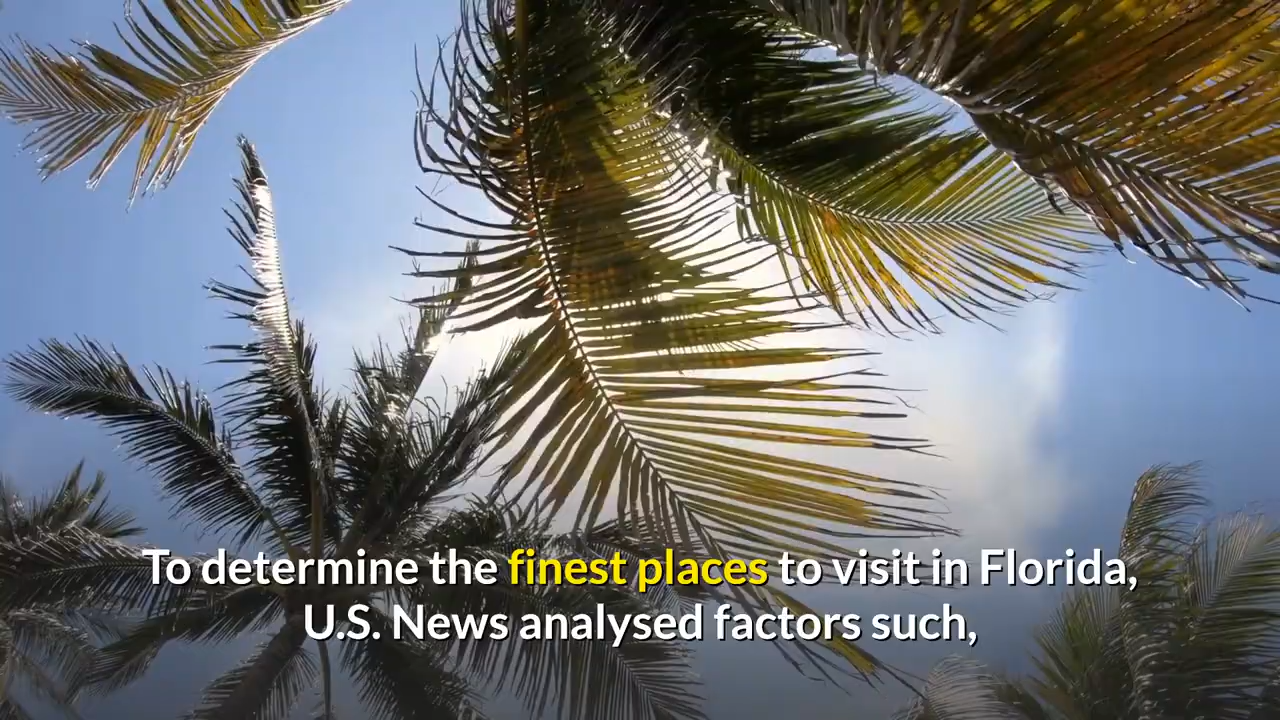 To determine the finest places to visit in Florida,
U.S. News analysed factors such,